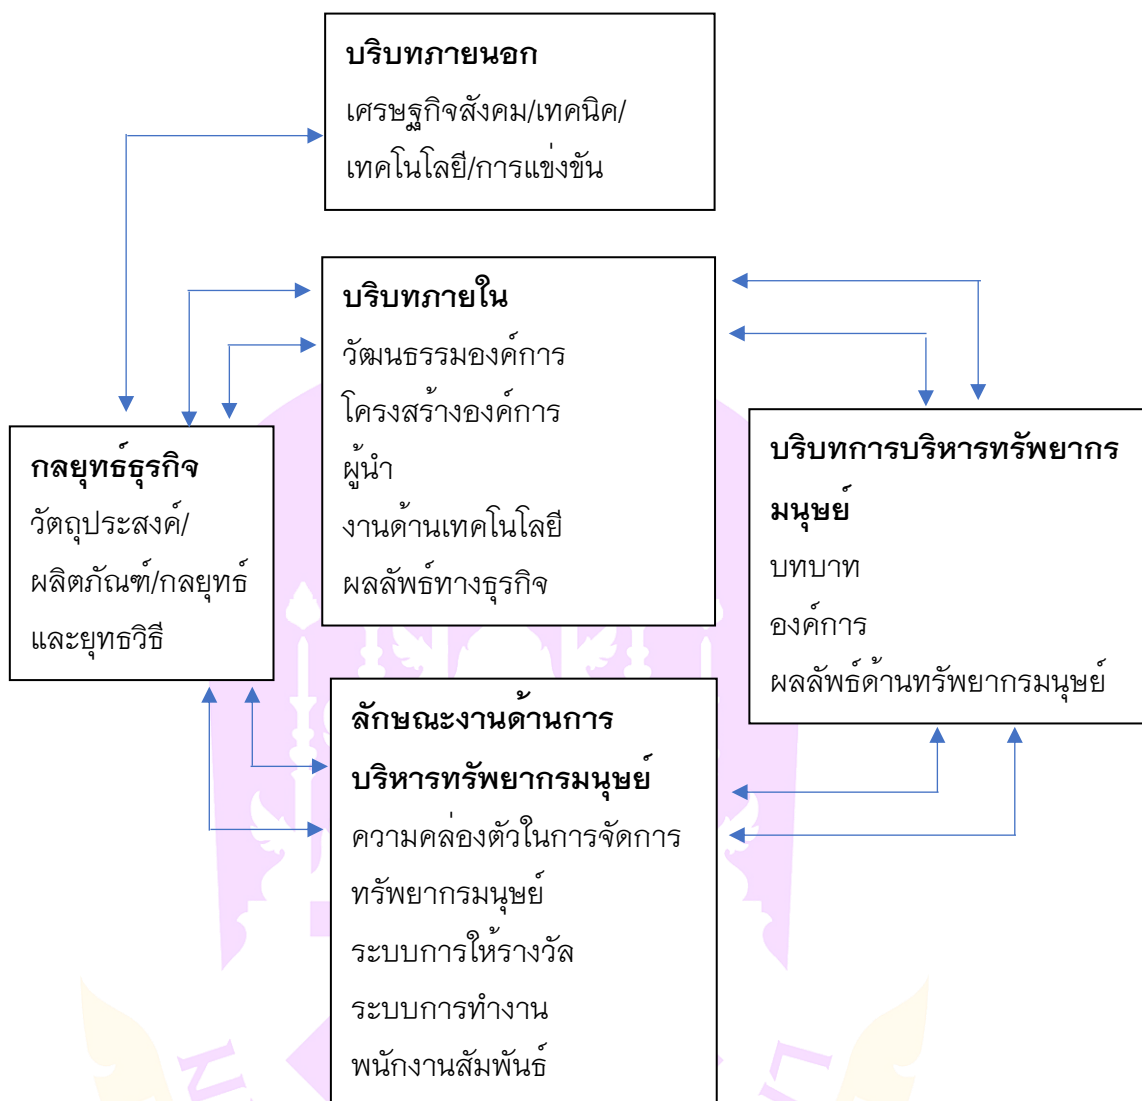 บริบทภายนอก
เศรษฐกิจสังคม/เทคนิค/
เทคโนโลยี/การแข่งขัน
บริบทภายใน
วัฒนธรรมองค์การ
โครงสร้างองค์การ
ผู้นำ
งานด้านเทคโนโลยี
ผลลัพธ์ทางธุรกิจ
กลยุทธ์ธุรกิจ
วัตถุประสงค์/
ผลิตภัณฑ์/กลยุทธ์
และยุทธวิธี
บริบทการบริหารทรัพยากร
มนุษย์
บทบาท
องค์การ
ผลลัพธ์ด้านทรัพยากรมนุษย์
ลักษณะงานด้านการ
บริหารทรัพยากรมนุษย์
ความคล่องตัวในการจัดการ
ทรัพยากรมนุษย์
ระบบการให้รางวัล
ระบบการทำงาน
พนักงานสัมพันธ์